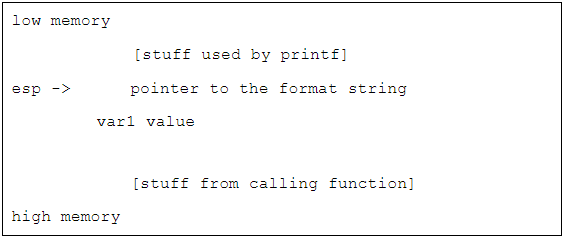 low memory
[stuff used by printf]
esp -> pointer to the format string
var1 value
[stuff from calling function]
high memory